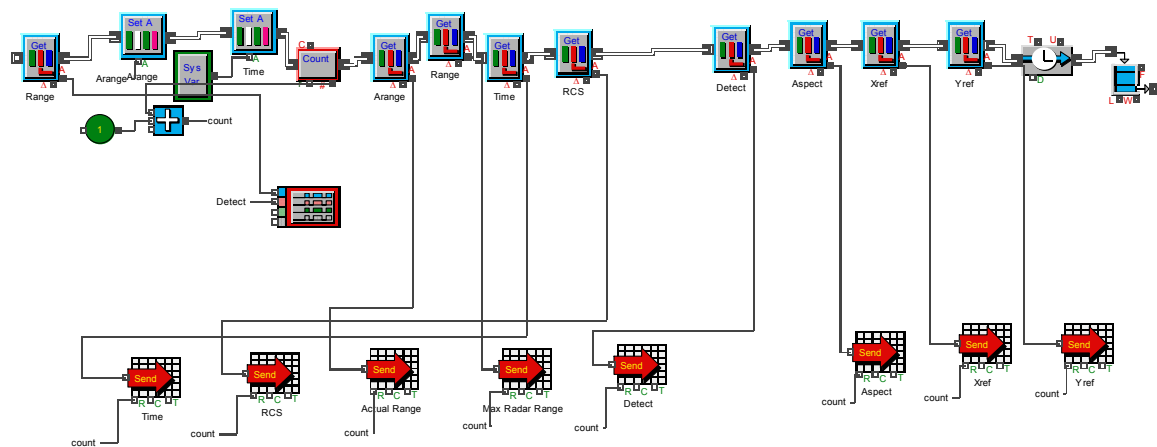 Get
A
Δ
Range
Set A
A
Arange
Arange
Set A
A
Time
Sys
Var
C
Count
r
#
1
count
Detect
Get
A
Δ
Arange
Get
A
Δ
Range
Get
A
Δ
Time
Get
A
Δ
RCS
Get
A
Δ
Detect
Get
A
Δ
Aspect
Get
A
Δ
Xref
Get
A
Δ
Yref
T U
D
F
L W
Send
R C T
Time
count
Send
R C T
RCS
count
Send
R C T
Actual Range
count
Send
R C T
Max Radar Range
count
Send
R C T
Detect
count
Send
R C T
Aspect
count
Send
R C T
Xref
count
Send
R C T
Yref
count